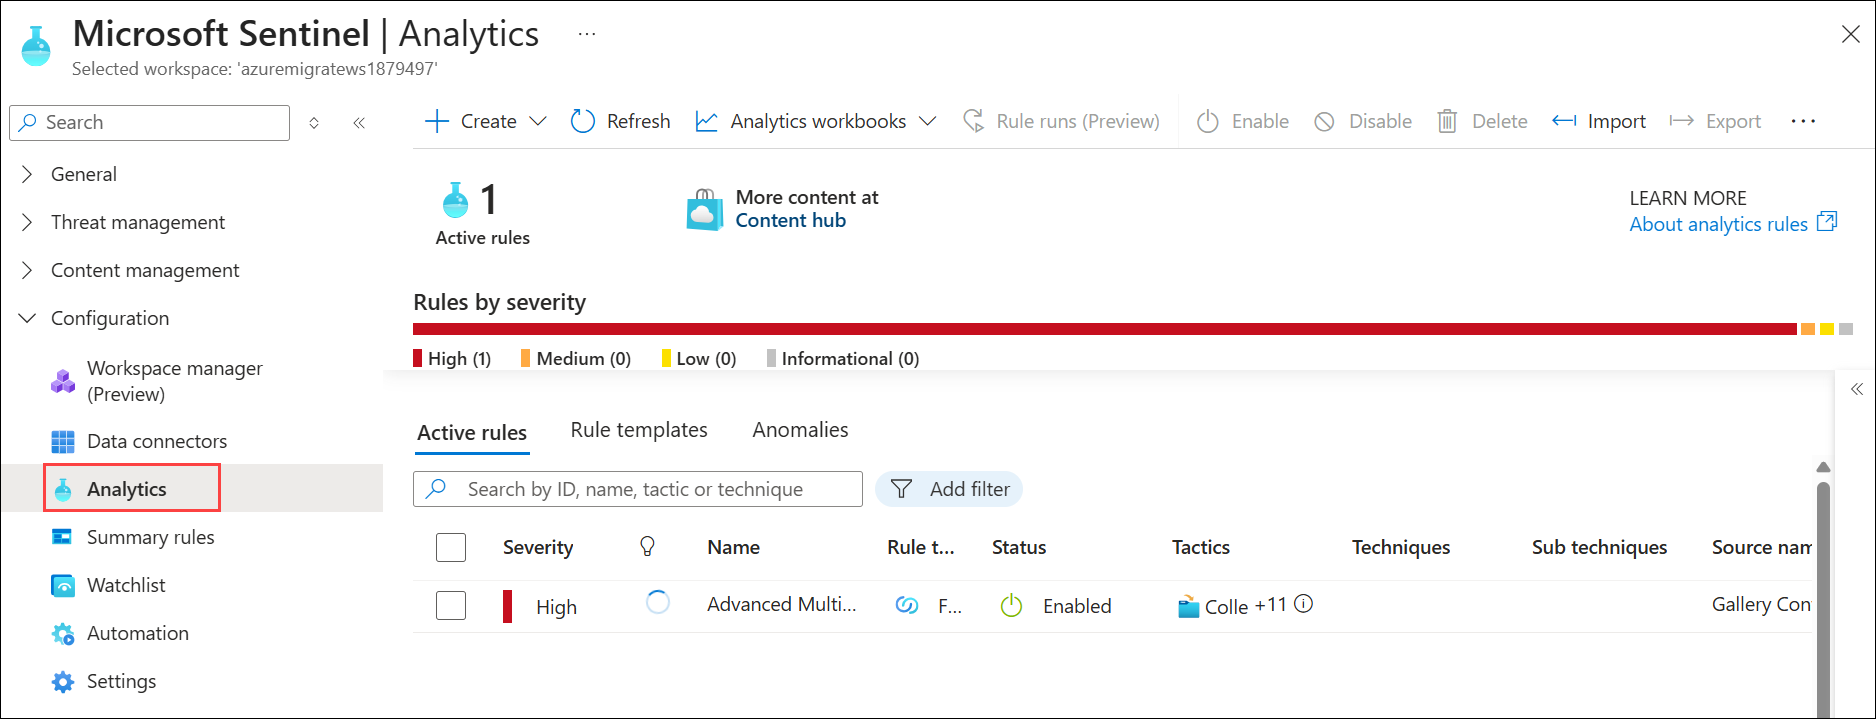 Microsoft Sentinel | Analytics ...
Selected workspace: 'azuremigratews1879497'
Search
General
Threat management
Content management
Configuration
Workspace manager
(Preview)
Data connectors
Analytics
Summary rules
Watchlist
Automation
Settings
Create Refresh Analytics workbooks Rule runs (Preview) Enable Disable Delete Import Export ...
1
Active rules
More content at
Content hub
LEARN MORE
About analytics rules
Rules by severity
High (1) Medium (0) Low (0) Informational (0)
Active rules Rule templates Anomalies
Search by ID, name, tactic or technique Add filter
Severity Name Rule t... Status Tactics Techniques Sub techniques Source nam
High Advanced Multi... F... Enabled Colle +11 Gallery Con